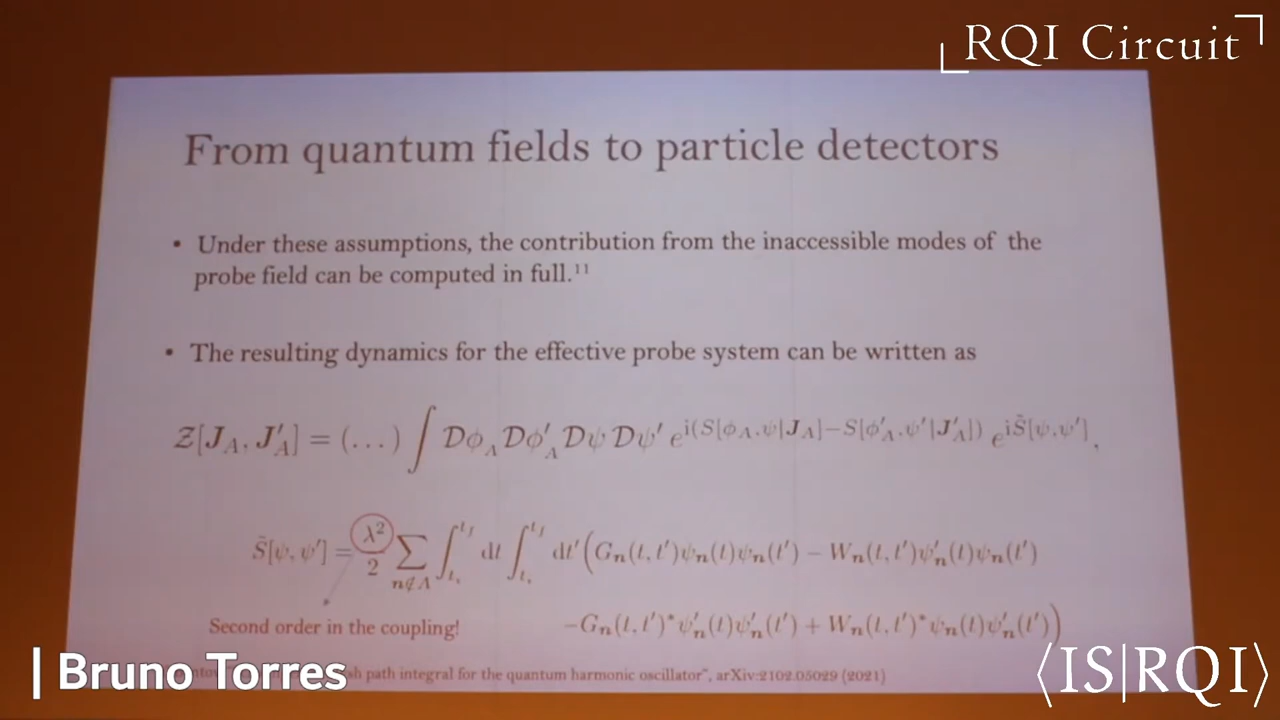 ⌞RQI Circuit⌝
From quantum fields to particle detectors
• Under these assumptions, the contribution from the inaccessible modes of the
probe field can be computed in full.¹¹
• The resulting dynamics for the effective probe system can be written as
𝒵[J_A, J′_A] = (...) ∫ 𝒟ϕ_Λ 𝒟ϕ′_Λ 𝒟ψ 𝒟ψ′ e^{i(S[ϕ_Λ,ψ|J_A]−S[ϕ′_Λ,ψ′|J′_A])} e^{iS̃[ψ,ψ′]},
S̃[ψ, ψ′] = λ²/2 ∑_{n∉Λ} ∫_{t_i}^{t_f} dt ∫_{t_i}^{t_f} dt′ (G_n(t, t′)ψ_n(t)ψ_n(t′) − W_n(t, t′)ψ′_n(t)ψ_n(t′)
−G_n(t, t′)*ψ′_n(t)ψ′_n(t′) + W_n(t, t′)*ψ_n(t)ψ′_n(t′))
Second order in the coupling!
path integral for the quantum harmonic oscillator", arXiv:2102.05029 (2021)
| Bruno Torres
⟨IS|RQI⟩